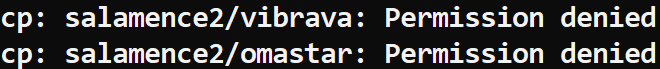 cp: salamence2/vibrava: Permission denied
cp: salamence2/omastar: Permission denied